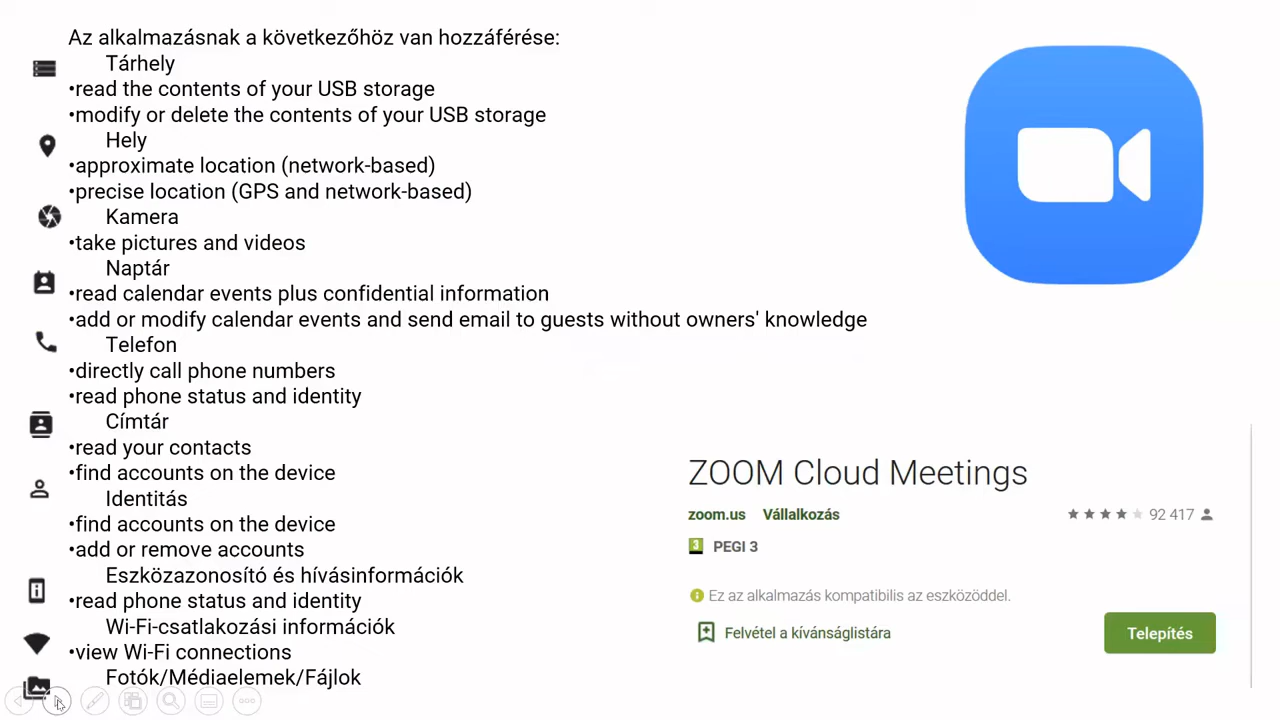 Az alkalmazásnak a következőhöz van hozzáférése:
Tárhely
•read the contents of your USB storage
•modify or delete the contents of your USB storage
Hely
•approximate location (network-based)
•precise location (GPS and network-based)
Kamera
•take pictures and videos
Naptár
•read calendar events plus confidential information
•add or modify calendar events and send email to guests without owners' knowledge
Telefon
•directly call phone numbers
•read phone status and identity
Címtár
•read your contacts
•find accounts on the device
Identitás
•find accounts on the device
•add or remove accounts
Eszközazonosító és hívásinformációk
•read phone status and identity
Wi-Fi-csatlakozási információk
•view Wi-Fi connections
Fotók/Médiaelemek/Fájlok
ZOOM Cloud Meetings
zoom.us Vállalkozás
92 417
3 PEGI 3
Ez az alkalmazás kompatibilis az eszközöddel.
Felvétel a kívánságlistára
Telepítés